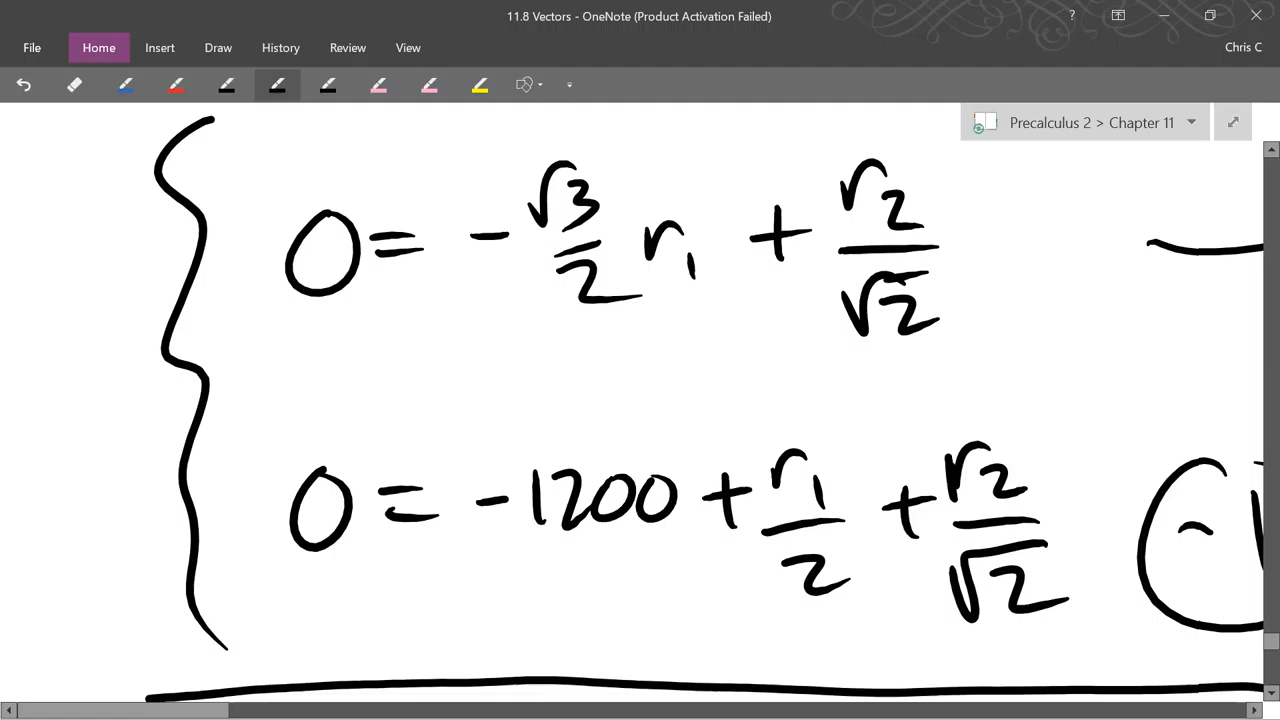 11.8 Vectors - OneNote (Product Activation Failed)
?
File Home Insert Draw History Review View
Chris C
Precalculus 2 > Chapter 11
0 = - √3/2 r₁ + r₂/√2
0 = -1200 + r₁/2 + r₂/√2